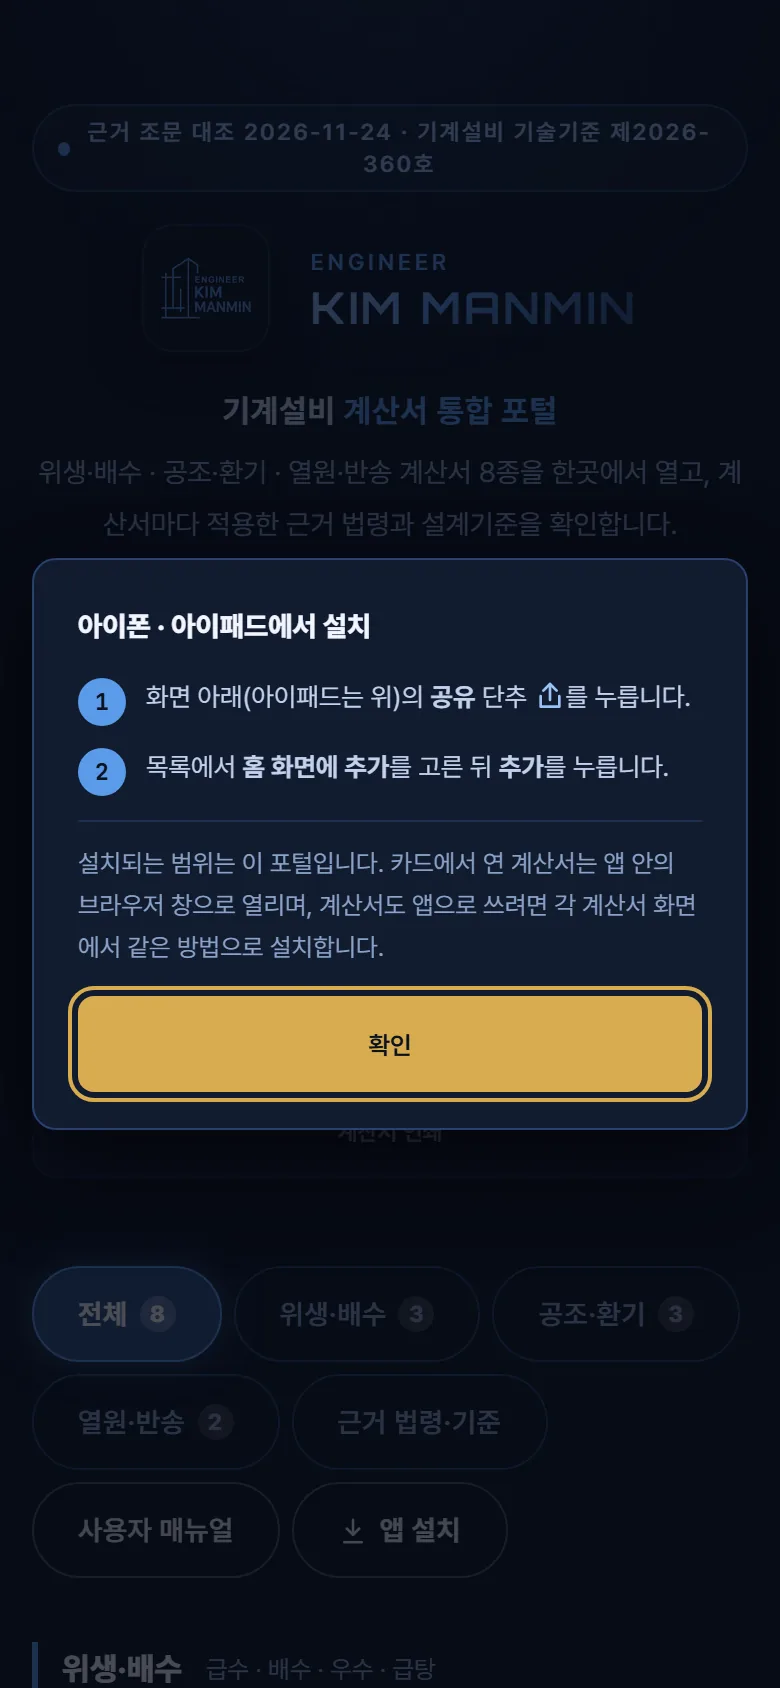 근거 조문 대조 2026-11-24 · 기계설비 기술기준 제2026-
360호
ENGINEER
KIM
MANMIN
ENGINEER
KIM MANMIN
기계설비 계산서 통합 포털
위생·배수 · 공조·환기 · 열원·반송 계산서 8종을 한곳에서 열고, 계
산서마다 적용한 근거 법령과 설계기준을 확인합니다.
아이폰 · 아이패드에서 설치
1 화면 아래(아이패드는 위)의 공유 단추 를 누릅니다.
2 목록에서 홈 화면에 추가를 고른 뒤 추가를 누릅니다.
설치되는 범위는 이 포털입니다. 카드에서 연 계산서는 앱 안의
브라우저 창으로 열리며, 계산서도 앱으로 쓰려면 각 계산서 화면
에서 같은 방법으로 설치합니다.
확인
전체 8 위생·배수 3 공조·환기 3
열원·반송 2 근거 법령·기준
사용자 매뉴얼 앱 설치
위생·배수 급수 · 배수 · 우수 · 급탕